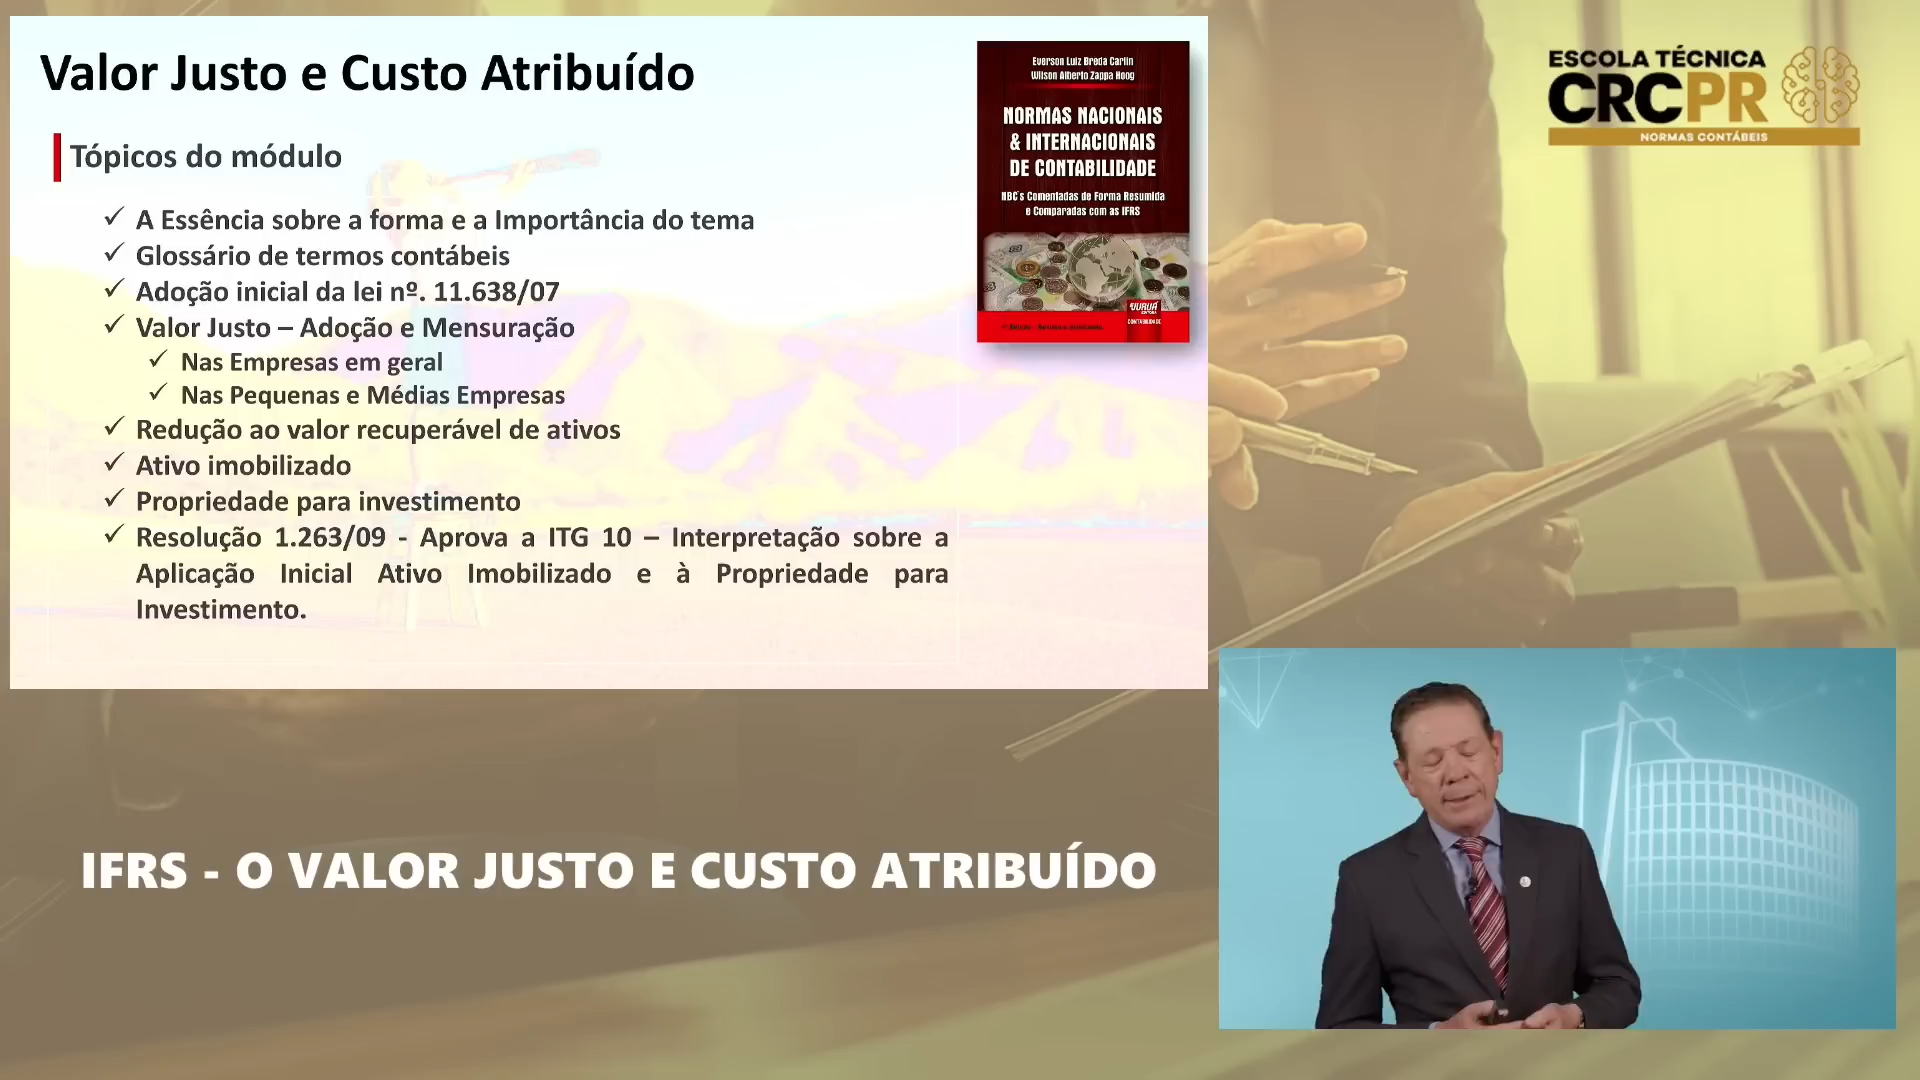 Valor Justo e Custo Atribuído
Tópicos do módulo
A Essência sobre a forma e a Importância do tema
Glossário de termos contábeis
Adoção inicial da lei nº. 11.638/07
Valor Justo – Adoção e Mensuração
Nas Empresas em geral
Nas Pequenas e Médias Empresas
Redução ao valor recuperável de ativos
Ativo imobilizado
Propriedade para investimento
Resolução 1.263/09 - Aprova a ITG 10 – Interpretação sobre a
Aplicação Inicial Ativo Imobilizado e à Propriedade para
Investimento.
Everson Luiz Breda Carlin
Wilson Alberto Zappa Hoog
NORMAS NACIONAIS
& INTERNACIONAIS
DE CONTABILIDADE
NBC's Comentadas de Forma Resumida
e Comparadas com as IFRS
JURUÁ
EDITORA
CONTABILIDADE
ESCOLA TÉCNICA
CRCPR
NORMAS CONTÁBEIS
IFRS - O VALOR JUSTO E CUSTO ATRIBUÍDO